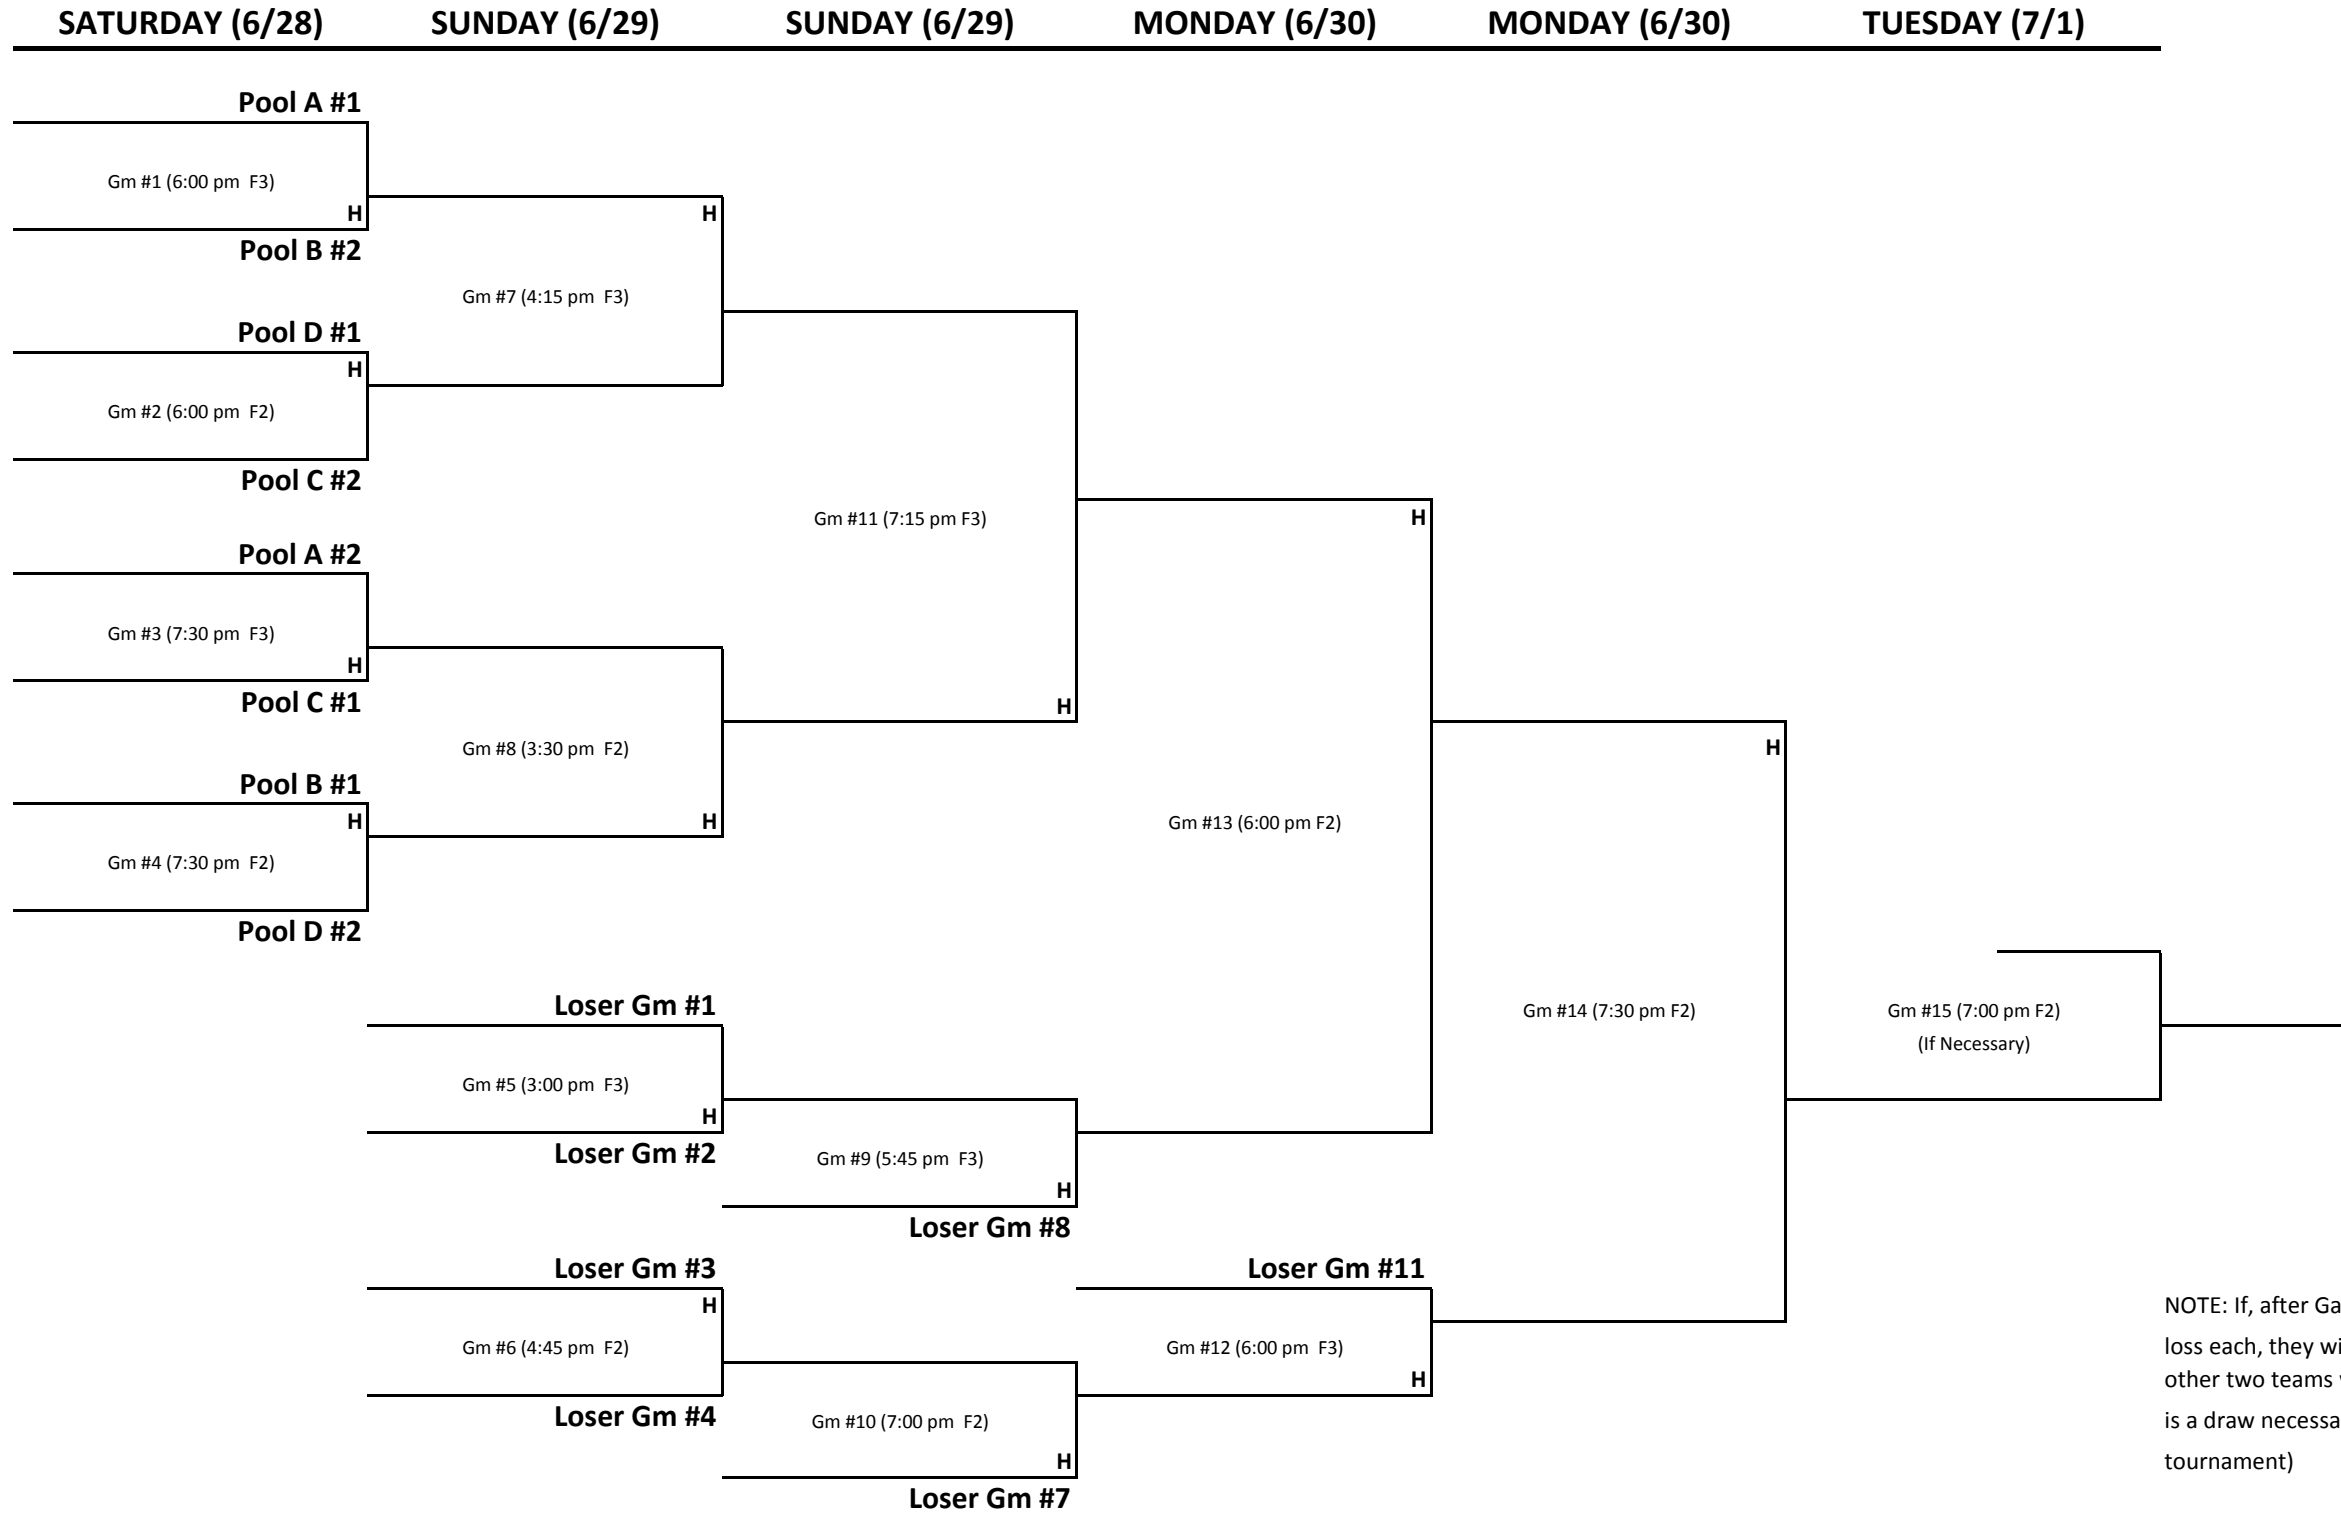 SATURDAY (6/28) SUNDAY (6/29) SUNDAY (6/29) MONDAY (6/30) MONDAY (6/30) TUESDAY (7/1)
Pool A #1
Gm #1 (6:00 pm F3)
H
Pool B #2
H
Gm #7 (4:15 pm F3)
Pool D #1
H
Gm #2 (6:00 pm F2)
Pool C #2
Gm #11 (7:15 pm F3)
H
H
Pool A #2
Gm #3 (7:30 pm F3)
H
Pool C #1
Gm #8 (3:30 pm F2)
H
Pool B #1
H
Gm #4 (7:30 pm F2)
Pool D #2
Gm #13 (6:00 pm F2)
H
Loser Gm #1
Gm #5 (3:00 pm F3)
H
Loser Gm #2
Gm #9 (5:45 pm F3)
H
Loser Gm #8
Gm #14 (7:30 pm F2)
Gm #15 (7:00 pm F2)
(If Necessary)
Loser Gm #3
H
Gm #6 (4:45 pm F2)
Loser Gm #4
Gm #10 (7:00 pm F2)
H
Loser Gm #7
Loser Gm #11
Gm #12 (6:00 pm F3)
H
NOTE: If, after
loss each, they
other two teams
is a draw
tournament)